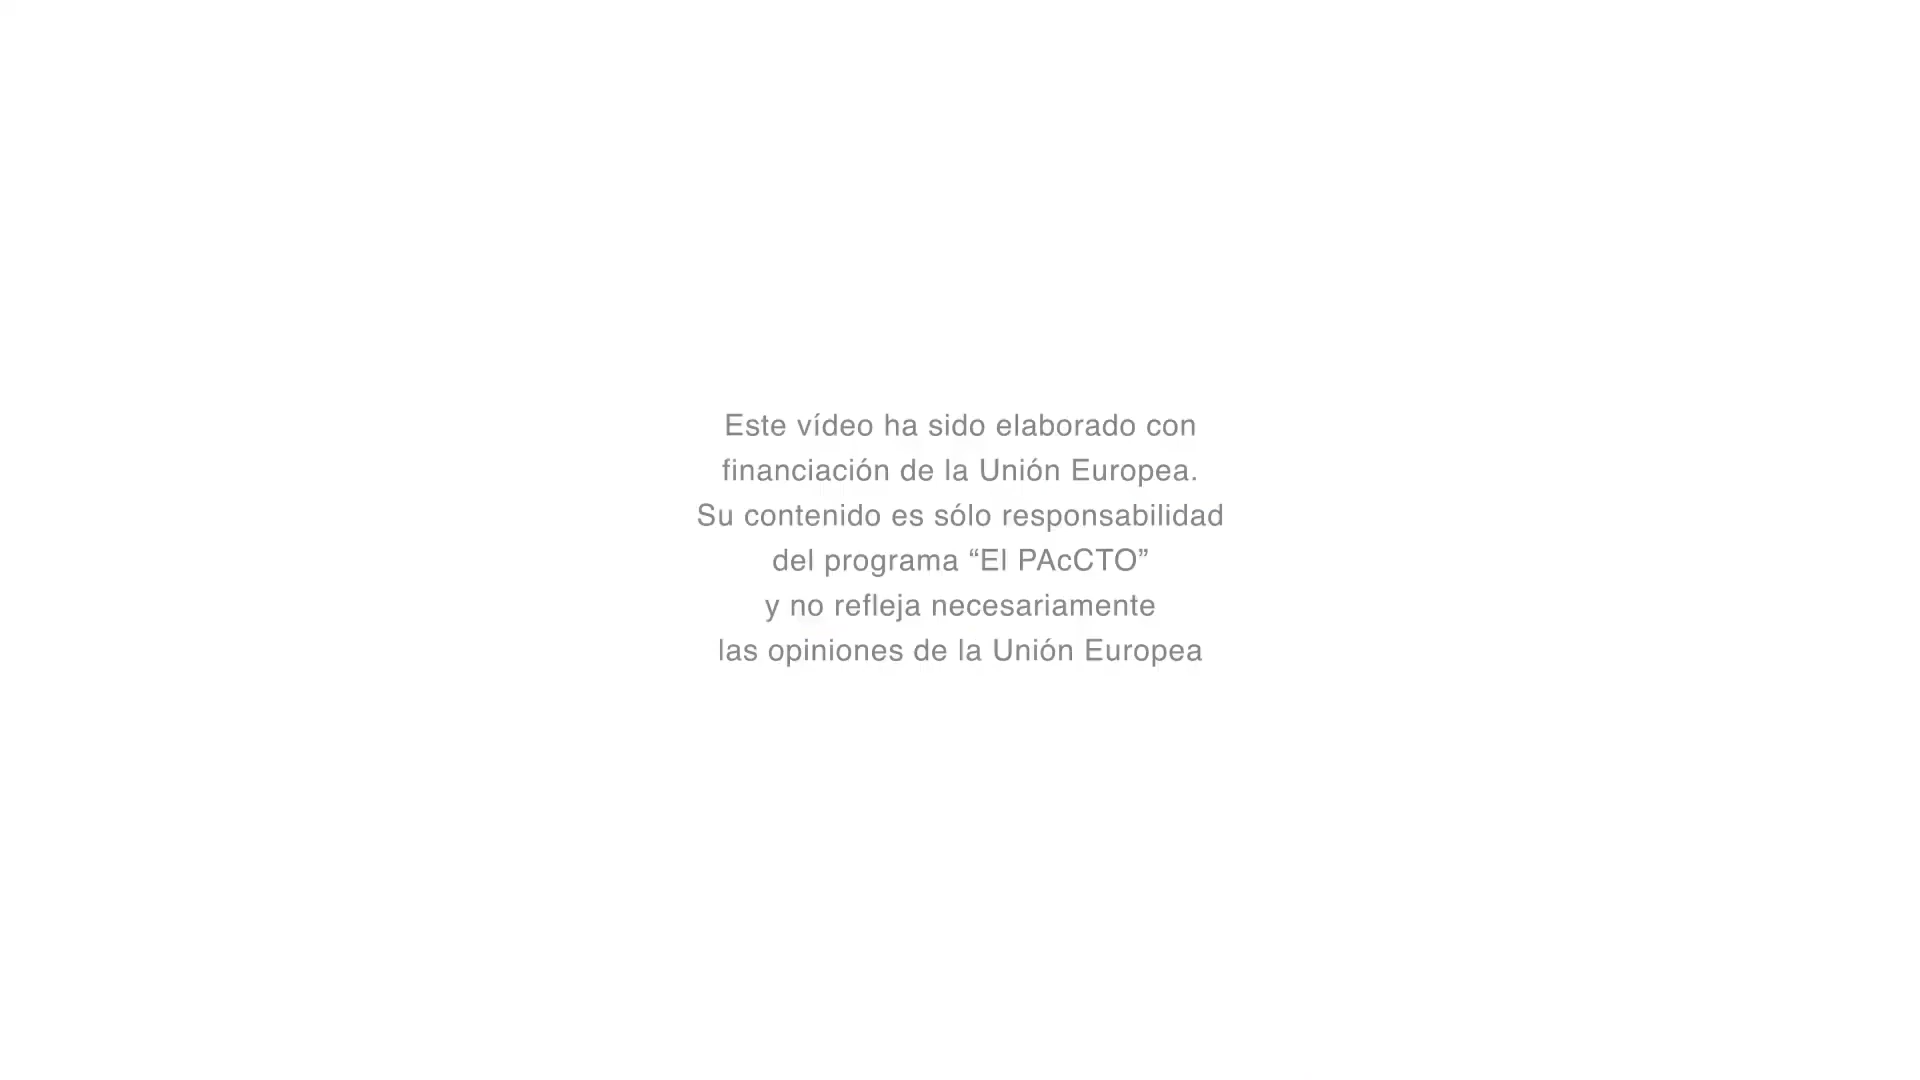 Este vídeo ha sido elaborado con
financiación de la Unión Europea.
Su contenido es sólo responsabilidad
del programa “El PAcCTO”
y no refleja necesariamente
las opiniones de la Unión Europea